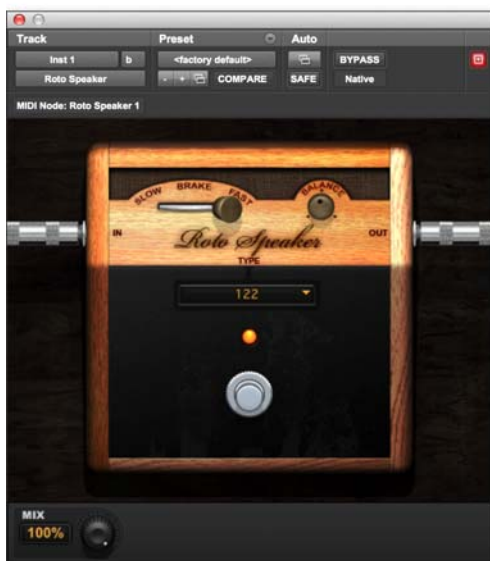 Track Preset Auto
Inst 1 b <factory default> BYPASS
Roto Speaker - + COMPARE SAFE Native
MIDI Node: Roto Speaker 1
SLOW BRAKE FAST BALANCE
IN Roto Speaker OUT
TYPE
122
MIX
100%